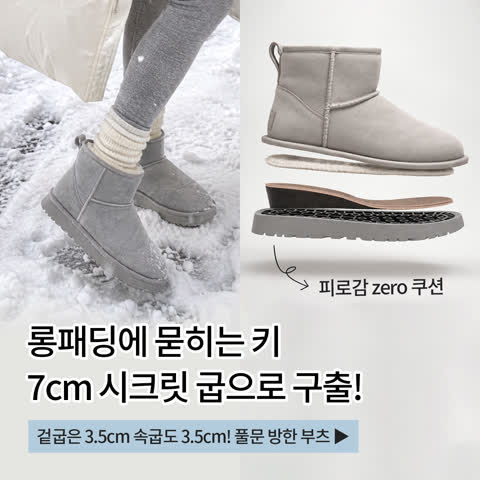 피로감 zero 쿠션
롱패딩에 묻히는 키
7cm 시크릿 굽으로 구출!
겉굽은 3.5cm 속굽도 3.5cm! 풀문 방한 부츠 ▶